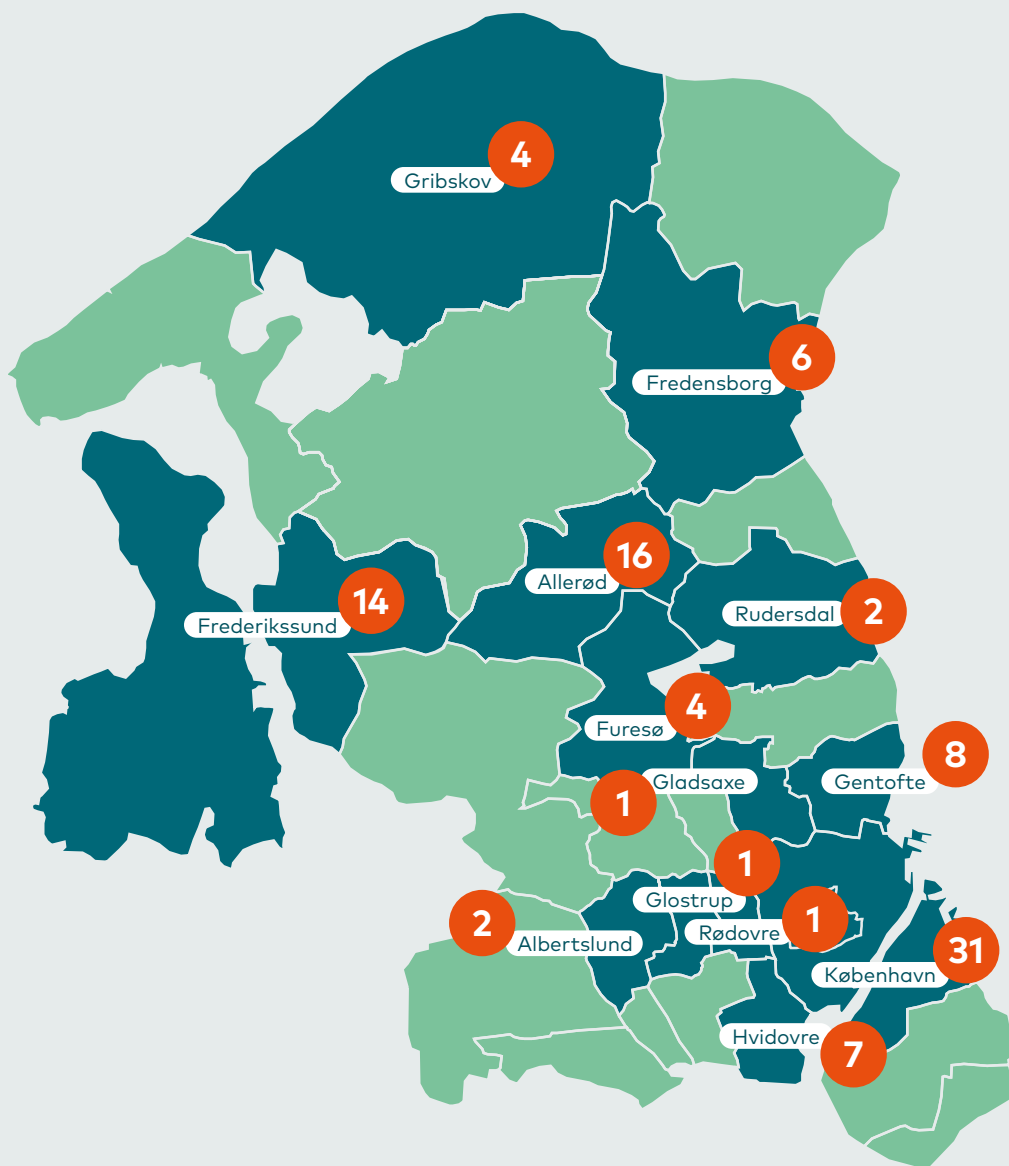 4
Gribskov
6
Fredensborg
16
Allerød
14
Frederikssund
2
Rudersdal
4
Furesø
8
Gentofte
1
Gladsaxe
1
Glostrup
1
Rødovre
2
Albertslund
31
København
7
Hvidovre